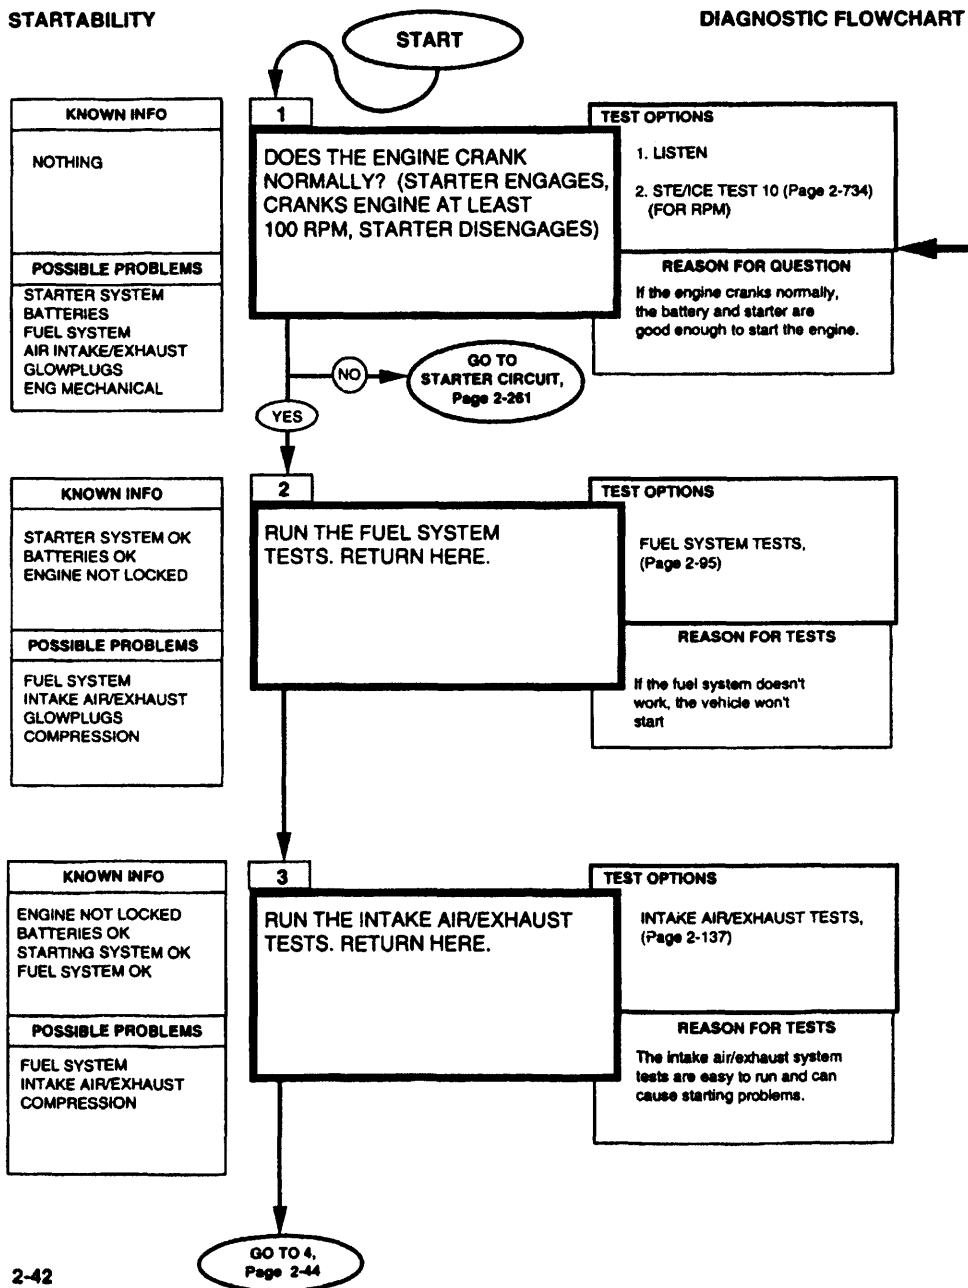 STARTABILITY
DIAGNOSTIC FLOWCHART
START
KNOWN INFO
NOTHING
POSSIBLE PROBLEMS
STARTER SYSTEM
BATTERIES
FUEL SYSTEM
AIR INTAKE/EXHAUST
GLOWPLUGS
ENG MECHANICAL
1
DOES THE ENGINE CRANK
NORMALLY? (STARTER ENGAGES,
CRANKS ENGINE AT LEAST
100 RPM, STARTER DISENGAGES)
TEST OPTIONS
1. LISTEN
2. STE/ICE TEST 10 (Page 2-734)
(FOR RPM)
REASON FOR QUESTION
If the engine cranks normally,
the battery and starter are
good enough to start the engine.
NO
GO TO
STARTER CIRCUIT,
Page 2-261
YES
KNOWN INFO
STARTER SYSTEM OK
BATTERIES OK
ENGINE NOT LOCKED
POSSIBLE PROBLEMS
FUEL SYSTEM
INTAKE AIR/EXHAUST
GLOWPLUGS
COMPRESSION
2
RUN THE FUEL SYSTEM
TESTS. RETURN HERE.
TEST OPTIONS
FUEL SYSTEM TESTS,
(Page 2-95)
REASON FOR TESTS
If the fuel system doesn't
work, the vehicle won't
start
KNOWN INFO
ENGINE NOT LOCKED
BATTERIES OK
STARTING SYSTEM OK
FUEL SYSTEM OK
POSSIBLE PROBLEMS
FUEL SYSTEM
INTAKE AIR/EXHAUST
COMPRESSION
3
RUN THE INTAKE AIR/EXHAUST
TESTS. RETURN HERE.
TEST OPTIONS
INTAKE AIR/EXHAUST TESTS,
(Page 2-137)
REASON FOR TESTS
The intake air/exhaust system
tests are easy to run and can
cause starting problems.
GO TO 4,
Page 2-44
2-42